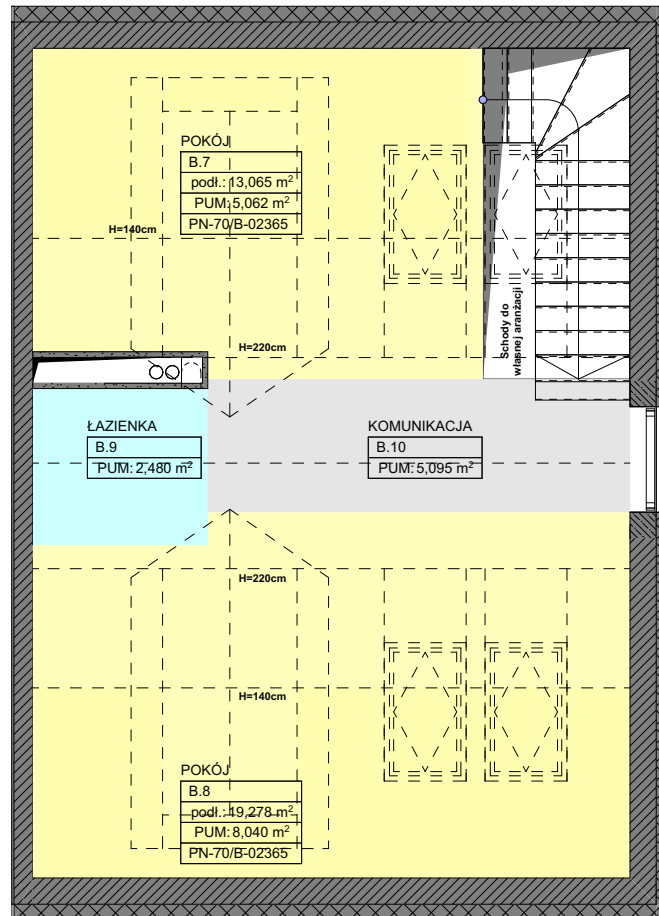 POKÓJ
B.7
podł.: 13,065 m²
PUM: 5,062 m²
PN-70/B-02365
H=140cm
H=220cm
Schody do
własnej aranżacji
ŁAZIENKA
B.9
PUM: 2,480 m²
KOMUNIKACJA
B.10
PUM: 5,095 m²
H=220cm
H=140cm
POKÓJ
B.8
podł.: 19,278 m²
PUM: 8,040 m²
PN-70/B-02365